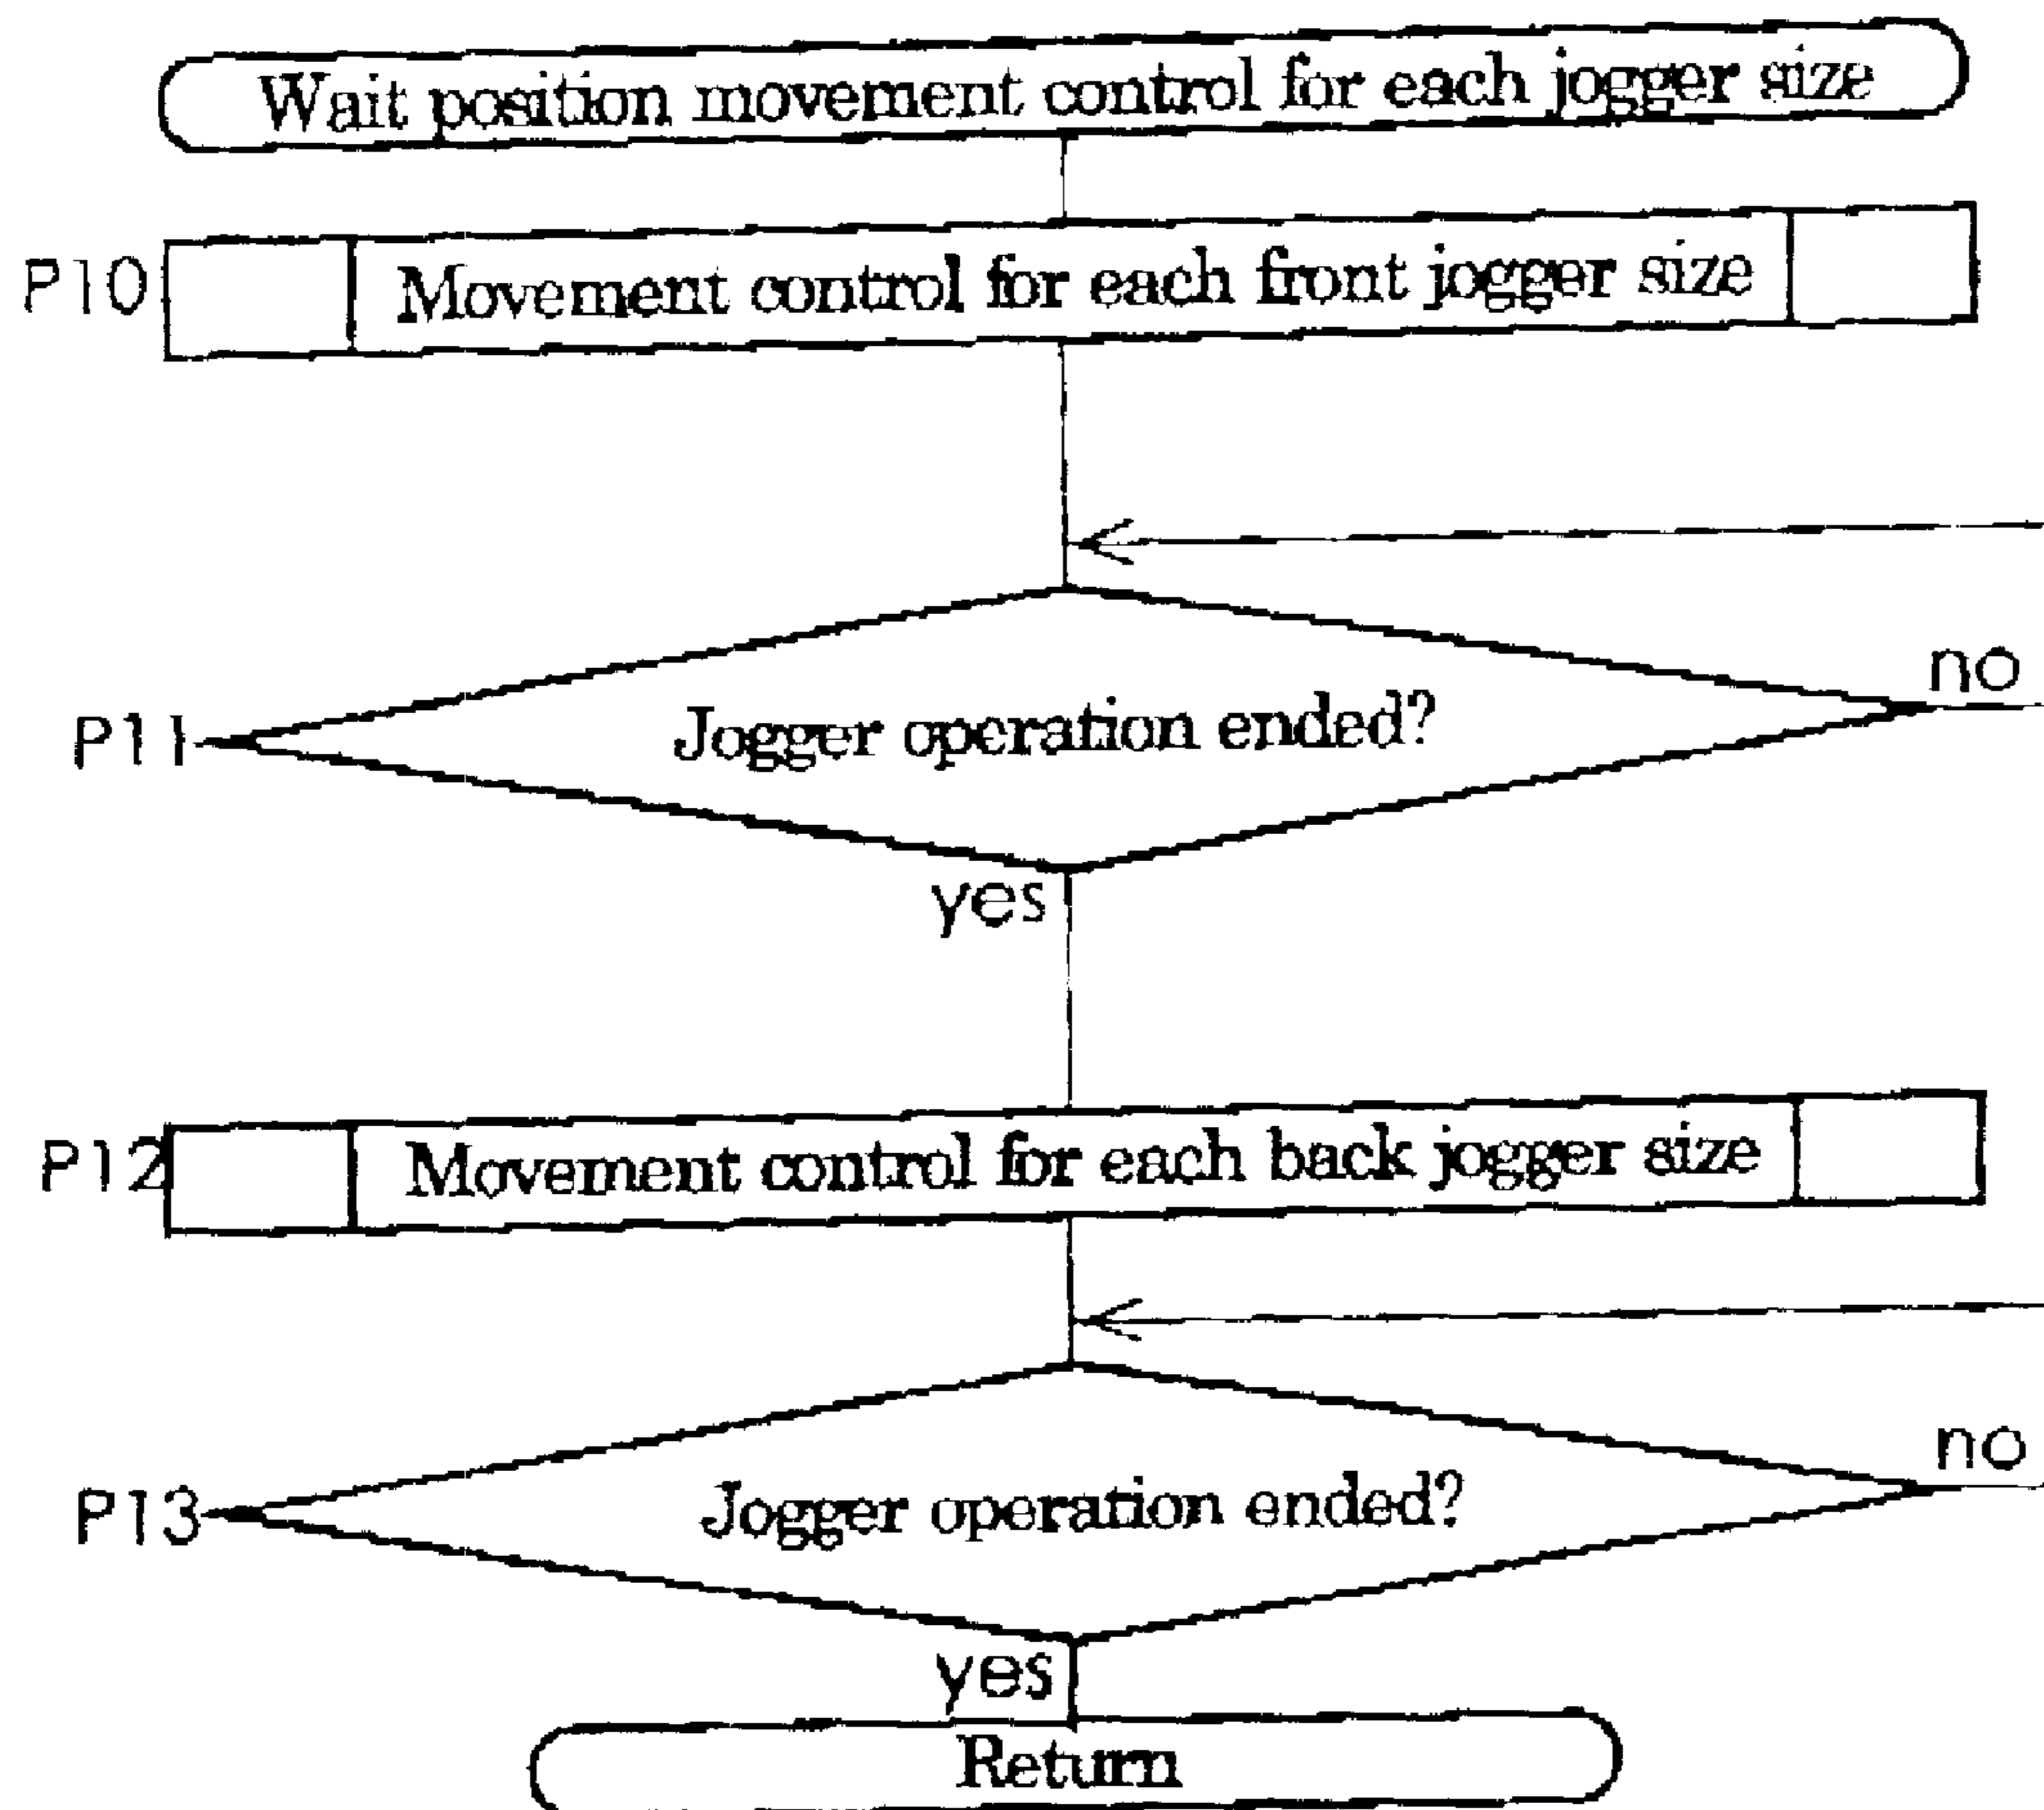 Wait position movement control for each jogger size
P10
Movement control for each front jogger size
no
P11
Jogger operation ended?
yes
P12
Movement control for each back jogger size
no
P13
Jogger operation ended?
yes
Return